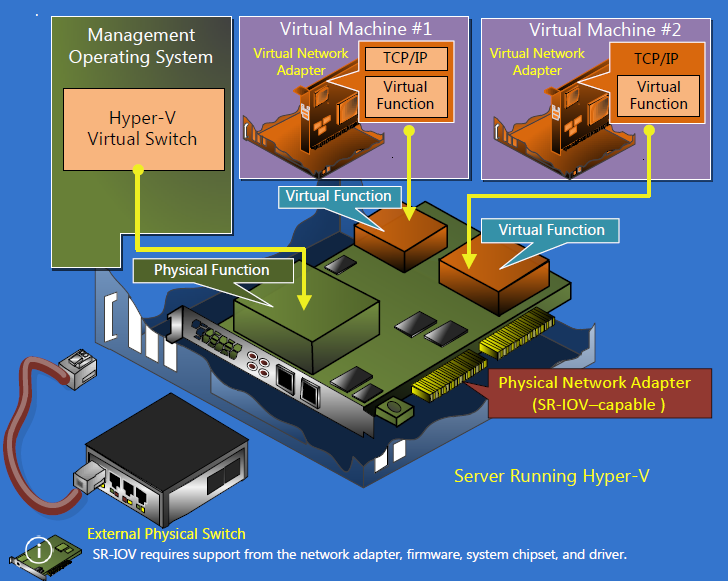 Management
Operating System
Hyper-V
Virtual Switch
Virtual Machine #1
Virtual Network
Adapter
TCP/IP
Virtual
Function
Virtual Machine #2
Virtual Network
Adapter
TCP/IP
Virtual
Function
Virtual Function
Virtual Function
Physical Function
Physical Network Adapter
(SR-IOV—capable )
Server Running Hyper-V
External Physical Switch
SR-IOV requires support from the network adapter, firmware, system chipset, and driver.